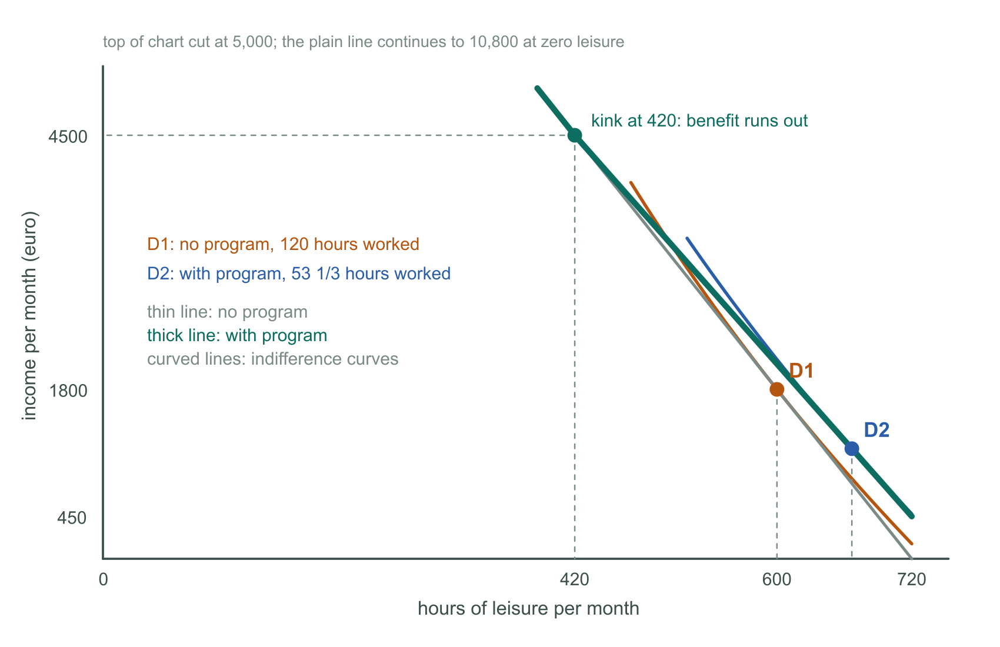 top of chart cut at 5,000; the plain line continues to 10,800 at zero leisure
kink at 420: benefit runs out
4500
D1: no program, 120 hours worked
D2: with program, 53 1/3 hours worked
thin line: no program
thick line: with program
curved lines: indifference curves
income per month (euro)
D1
1800
D2
450
0
420
600
720
hours of leisure per month